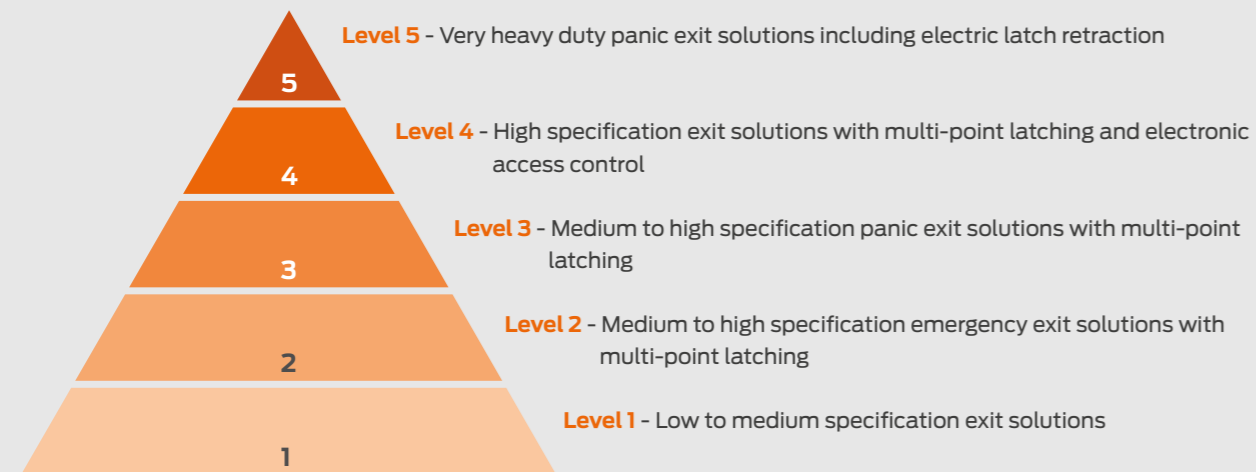 Level 5 - Very heavy duty panic exit solutions including electric latch retraction
5
Level 4 - High specification exit solutions with multi-point latching and electronic
access control
4
Level 3 - Medium to high specification panic exit solutions with multi-point
latching
3
Level 2 - Medium to high specification emergency exit solutions with
multi-point latching
2
Level 1 - Low to medium specification exit solutions
1